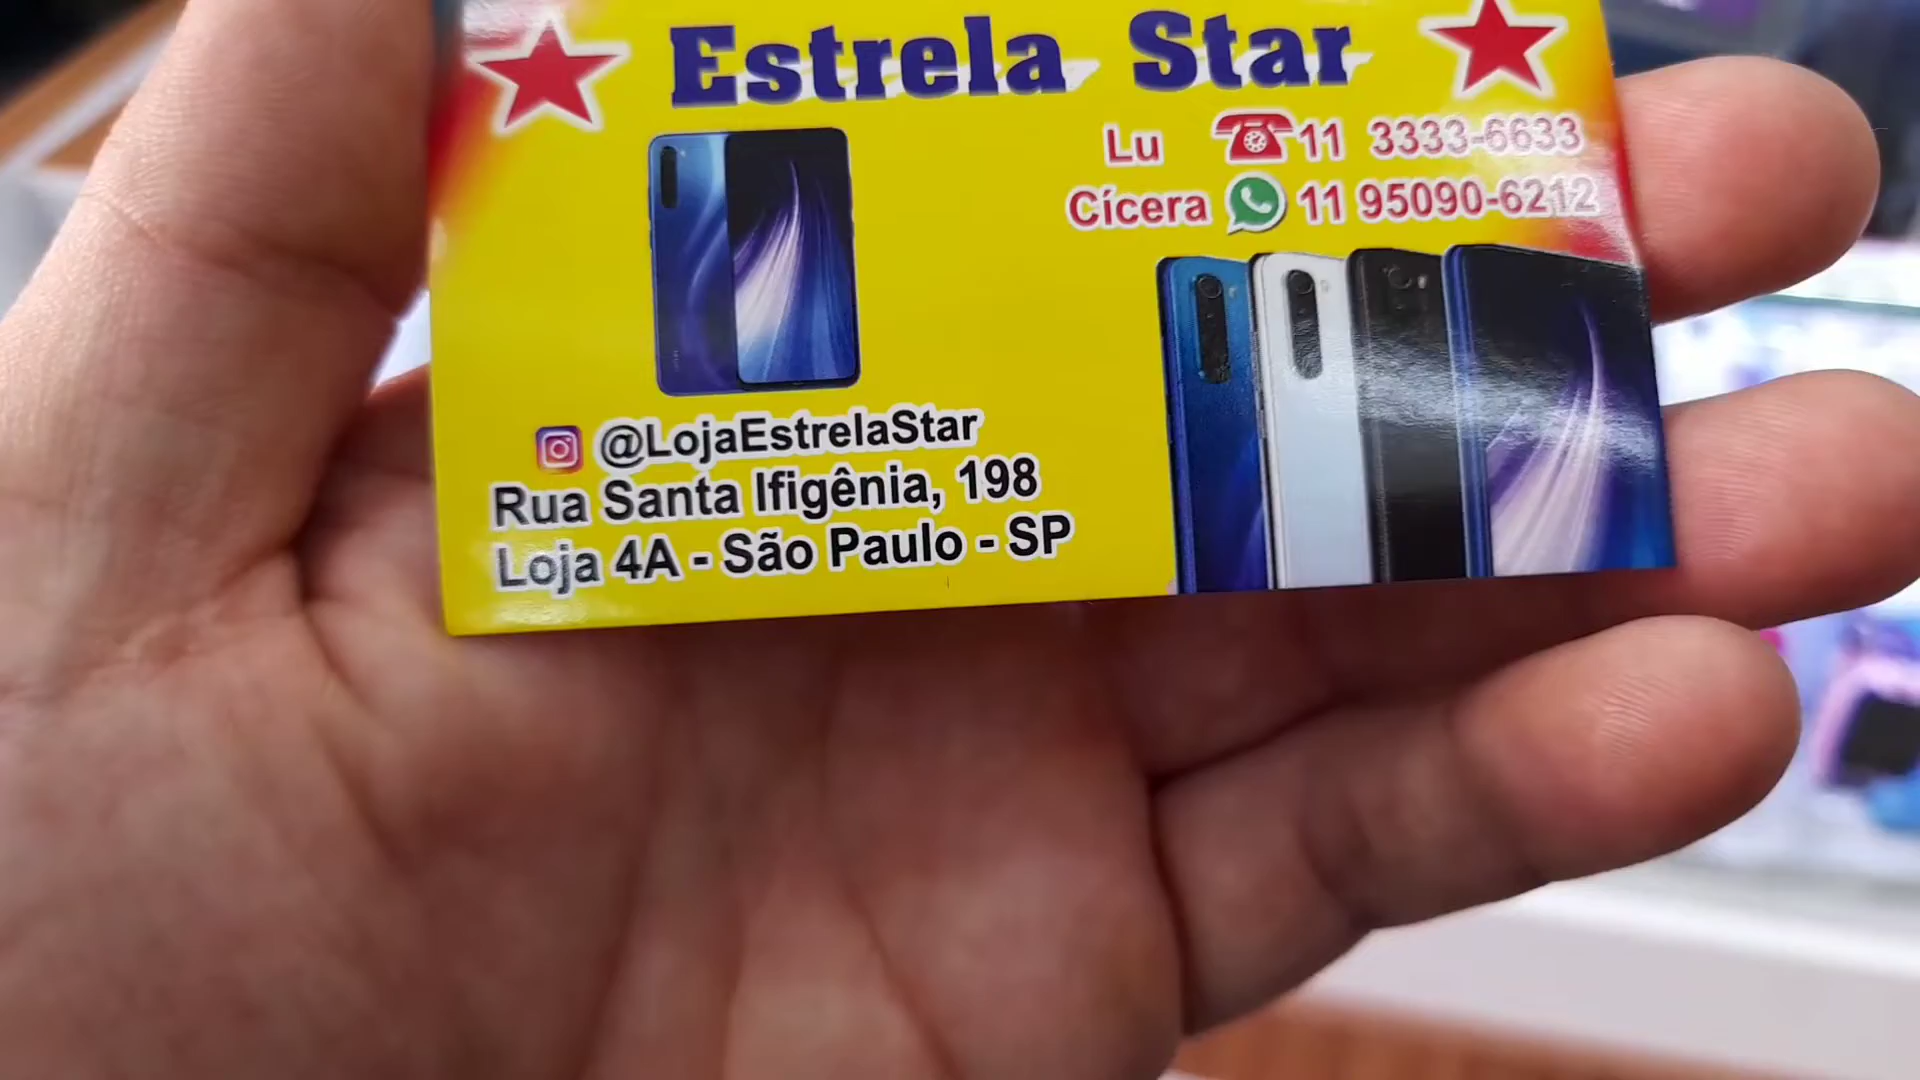 Estrela Star
Lu 11 3333-6633
Cícera 11 95090-6212
@LojaEstrelaStar
Rua Santa Ifigênia, 198
Loja 4A - São Paulo - SP